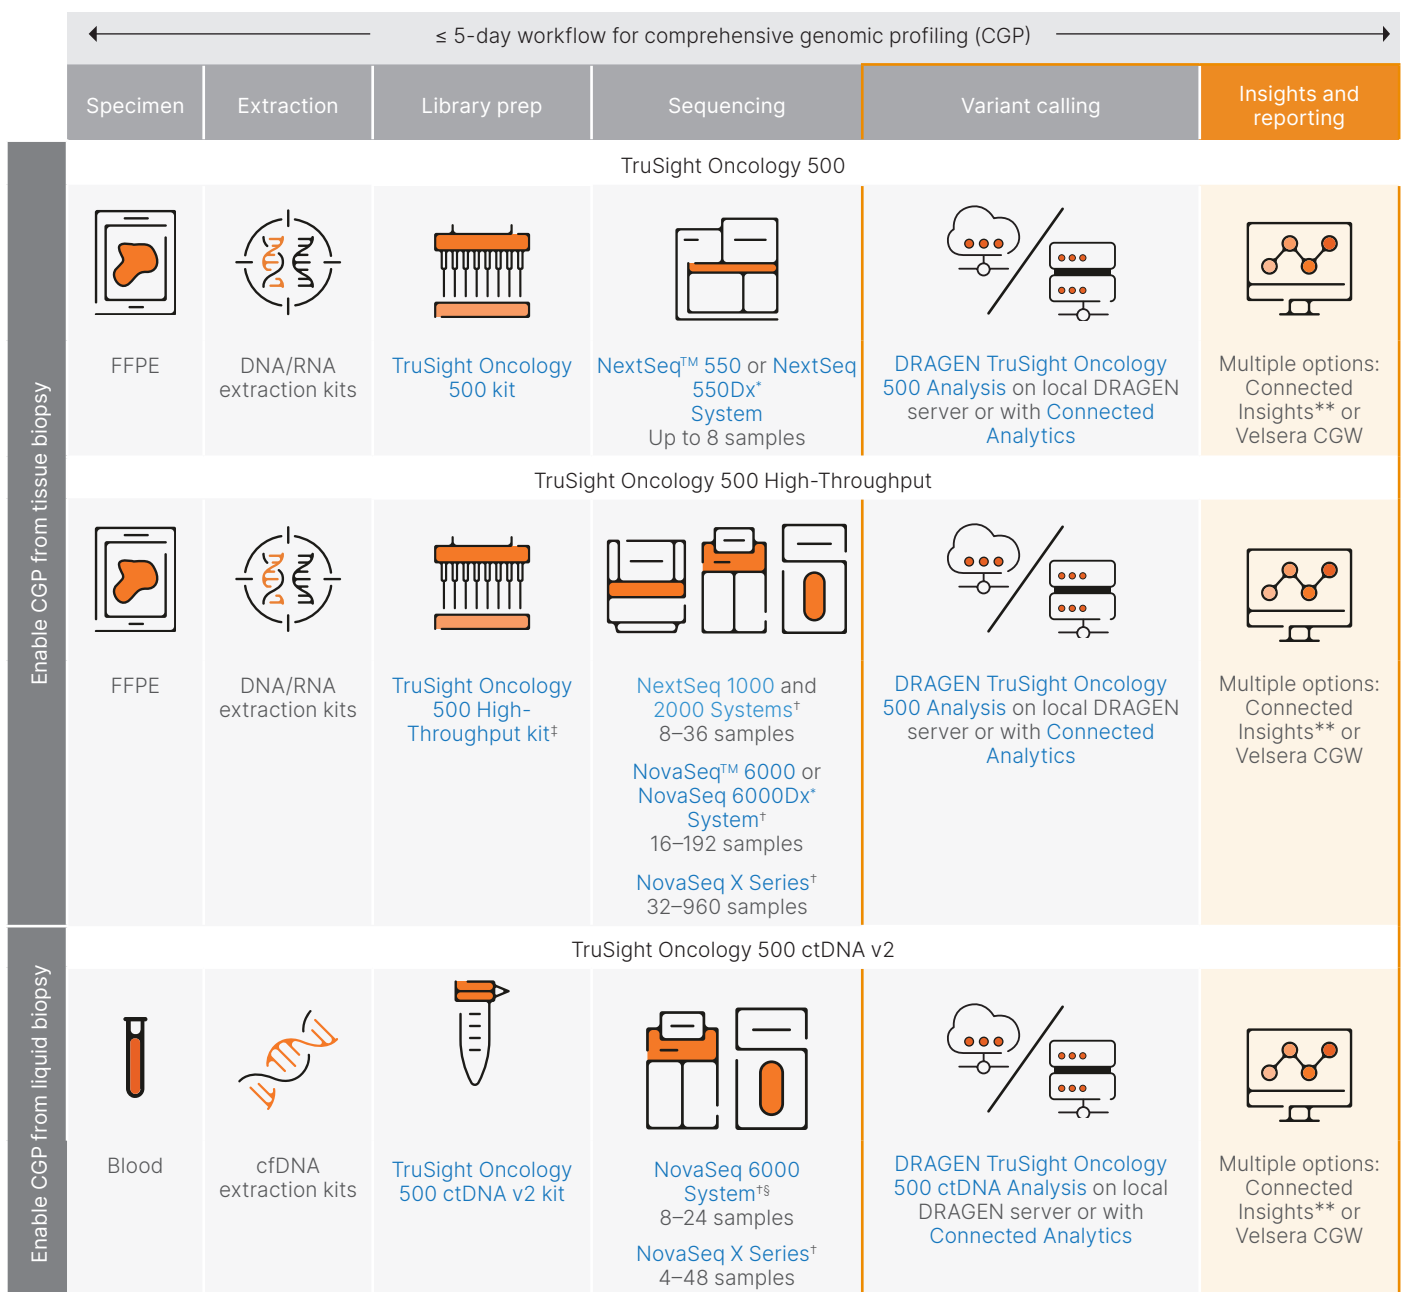 ≤ 5-day workflow for comprehensive genomic profiling (CGP)
Specimen
Extraction
Library prep
Sequencing
Variant calling
Insights and
reporting
Enable CGP from tissue biopsy
TruSight Oncology 500
FFPE
DNA/RNA
extraction kits
TruSight Oncology
500 kit
NextSeq™ 550 or NextSeq
550Dx*
System
Up to 8 samples
DRAGEN TruSight Oncology
500 Analysis on local DRAGEN
server or with Connected
Analytics
Multiple options:
Connected
Insights** or
Velsera CGW
TruSight Oncology 500 High-Throughput
FFPE
DNA/RNA
extraction kits
TruSight Oncology
500 High-
Throughput kit‡
NextSeq 1000 and
2000 Systems†
8–36 samples
NovaSeq™ 6000 or
NovaSeq 6000Dx*
System†
16–192 samples
NovaSeq X Series†
32–960 samples
DRAGEN TruSight Oncology
500 Analysis on local DRAGEN
server or with Connected
Analytics
Multiple options:
Connected
Insights** or
Velsera CGW
Enable CGP from liquid biopsy
TruSight Oncology 500 ctDNA v2
Blood
cfDNA
extraction kits
TruSight Oncology
500 ctDNA v2 kit
NovaSeq 6000
System†§
8–24 samples
NovaSeq X Series†
4–48 samples
DRAGEN TruSight Oncology
500 ctDNA Analysis on local
DRAGEN server or with
Connected Analytics
Multiple options:
Connected
Insights** or
Velsera CGW